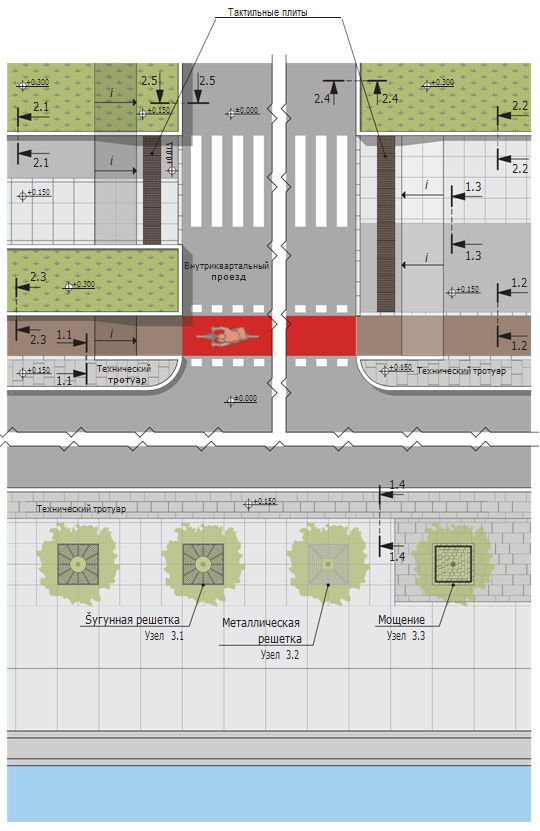 Тактильные плиты
+0.300
2.5
2.5
2.4
2.4
+0.300
i
+0.150
±0.000
2.1
2.1
2.2
2.2
+0.015
i
i
+0.150
1.3
1.3
Внутриквартальный
проезд
i
2.3
2.3
+0.300
+0.150
1.2
1.2
1.1
1.1
i
+0.150
Технический
тротуар
+0.150
Технический тротуар
±0.000
1.4
1.4
+0.150
Технический тротуар
Šугунная решетка
Узел 3.1
Металлическая
решетка
Узел 3.2
Мощение
Узел 3.3